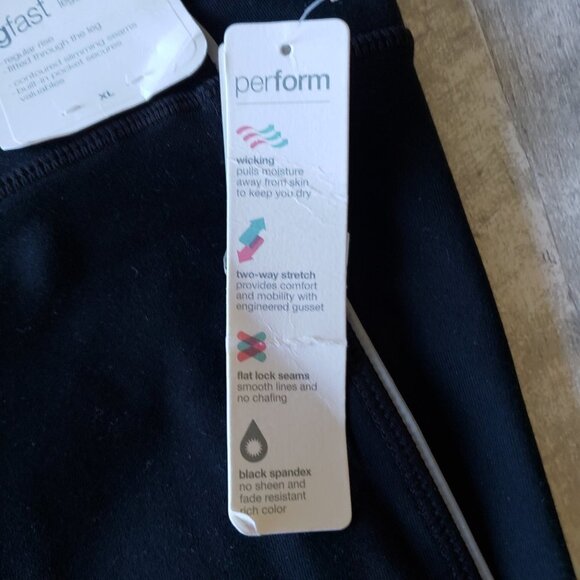 gfast
- regular rise
- fitted through the leg
- contoured slimming seams
- built-in pocket secures
valuables
XL
perform
wicking
pulls moisture
away from skin
to keep you dry
two-way stretch
provides comfort
and mobility with
engineered gusset
flat lock seams
smooth lines and
no chafing
black spandex
no sheen and
fade resistant
rich color